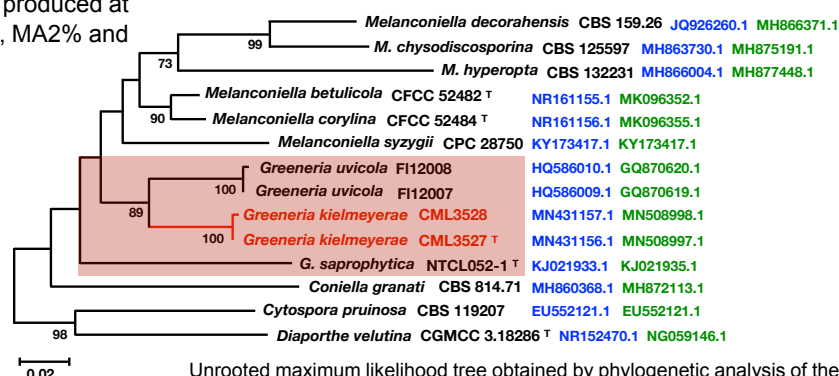 produced at
, MA2% and
Melanconiella decorahensis CBS 159.26 JQ926260.1 MH866371.1
99
M. chysodiscosporina CBS 125597 MH863730.1 MH875191.1
73
M. hyperopta CBS 132231 MH866004.1 MH877448.1
Melanconiella betulicola CFCC 52482 T NR161155.1 MK096352.1
90
Melanconiella corylina CFCC 52484 T NR161156.1 MK096355.1
Melanconiella syzygii CPC 28750 KY173417.1 KY173417.1
Greeneria uvicola FI12008 HQ586010.1 GQ870620.1
100
Greeneria uvicola FI12007 HQ586009.1 GQ870619.1
89
Greeneria kielmeyerae CML3528 MN431157.1 MN508998.1
100
Greeneria kielmeyerae CML3527 T MN431156.1 MN508997.1
G. saprophytica NTCL052-1 T KJ021933.1 KJ021935.1
Coniella granati CBS 814.71 MH860368.1 MH872113.1
Cytospora pruinosa CBS 119207 EU552121.1 EU552121.1
98
Diaporthe velutina CGMCC 3.18286 T NR152470.1 NG059146.1
0.02
Unrooted maximum likelihood tree obtained by phylogenetic analysis of the